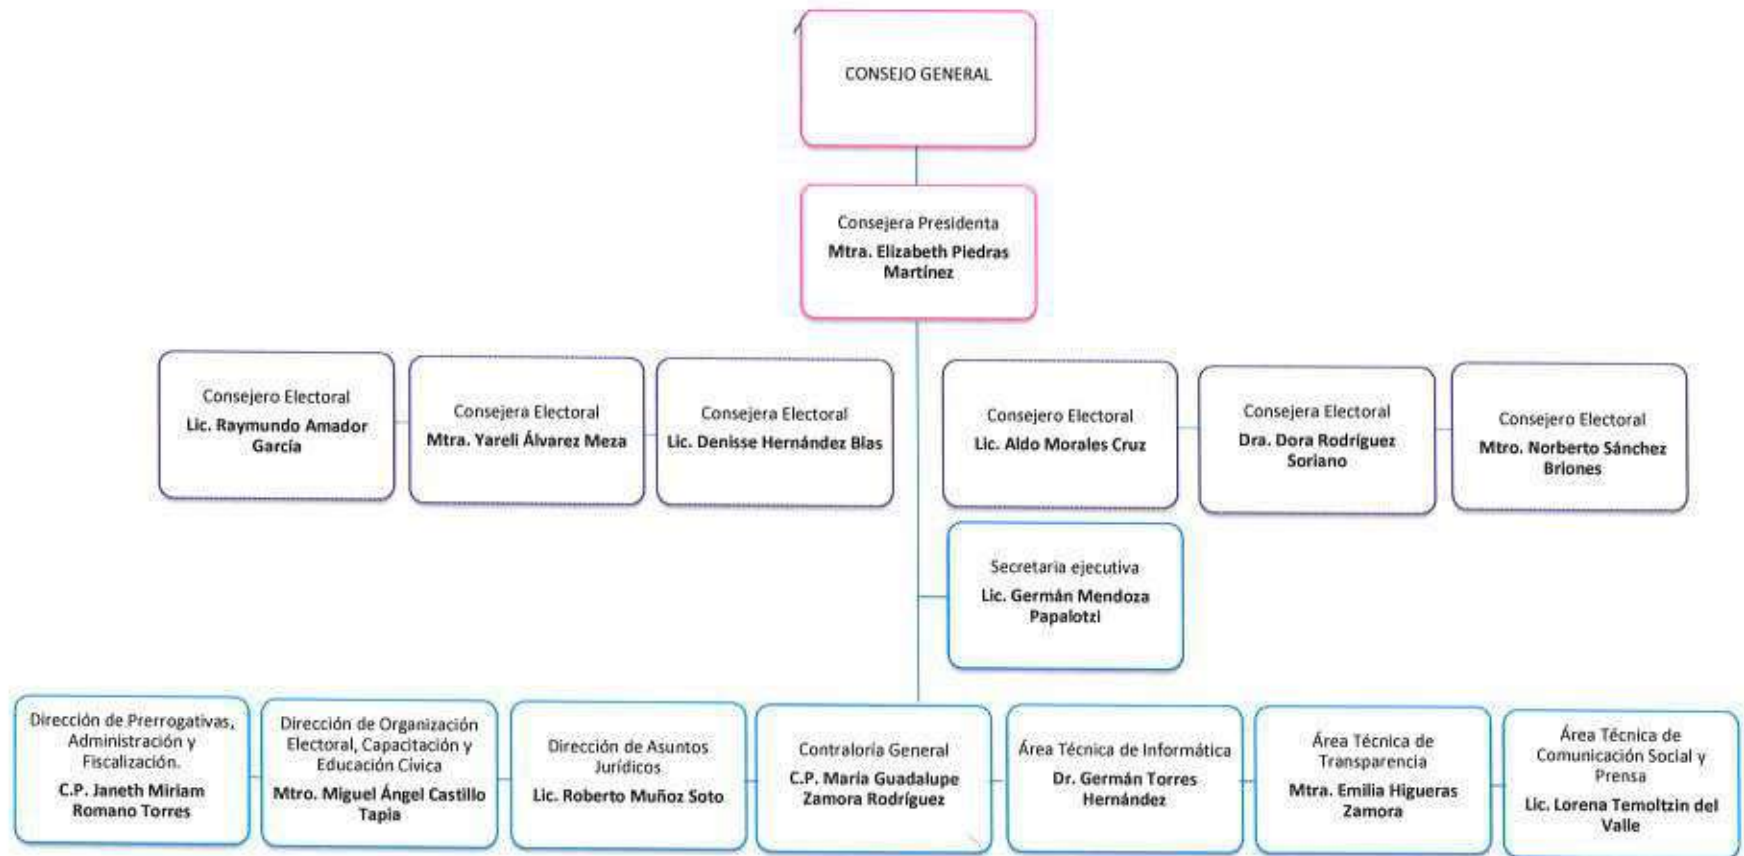 CONSEJO GENERAL
Consejera Presidenta
Mtra. Elizabeth Piedras
Martínez
Consejero Electoral
Lic. Raymundo Amador
García
Consejera Electoral
Mtra. Yareli Álvarez Meza
Consejera Electoral
Lic. Denisse Hernández Blas
Consejero Electoral
Lic. Aldo Morales Cruz
Consejera Electoral
Dra. Dora Rodríguez
Soriano
Consejero Electoral
Mtro. Norberto Sánchez
Briones
Secretaria ejecutiva
Lic. Germán Mendoza
Papalotzi
Dirección de Prerrogativas,
Administración y
Fiscalización.
C.P. Janeth Miriam
Romano Torres
Dirección de Organización
Electoral, Capacitación y
Educación Cívica
Mtro. Miguel Ángel Castillo
Tapia
Dirección de Asuntos
Jurídicos
Lic. Roberto Muñoz Soto
Contraloría General
C.P. María Guadalupe
Zamora Rodríguez
Área Técnica de Informática
Dr. Germán Torres
Hernández
Área Técnica de
Transparencia
Mtra. Emilia Higueras
Zamora
Área Técnica de
Comunicación Social y
Prensa
Lic. Lorena Temoltzin del
Valle